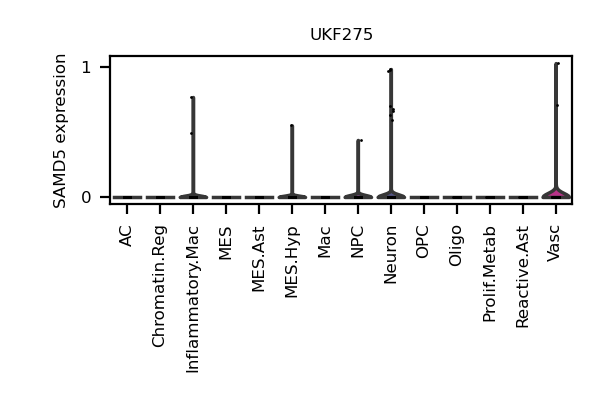 UKF275
SAMD5 expression
1
0
AC
Chromatin.Reg
Inflammatory.Mac
MES
MES.Ast
MES.Hyp
Mac
NPC
Neuron
OPC
Oligo
Prolif.Metab
Reactive.Ast
Vasc